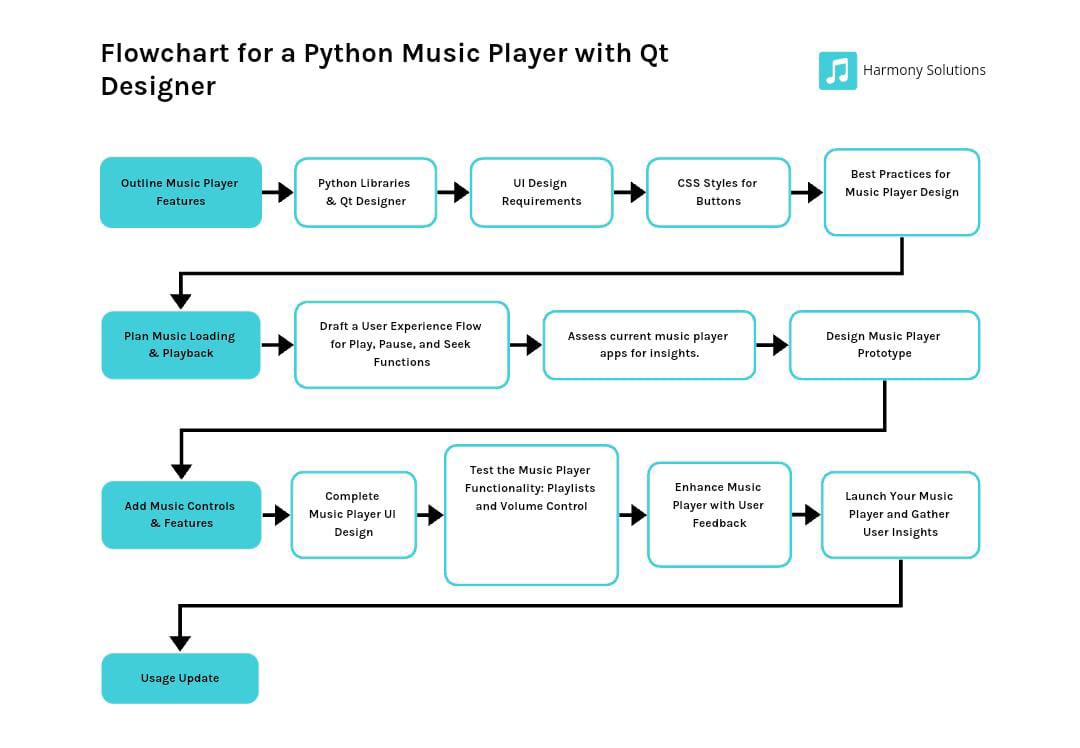 Flowchart for a Python Music Player with Qt
Designer
Harmony Solutions
Outline Music Player
Features
Python Libraries
& Qt Designer
UI Design
Requirements
CSS Styles for
Buttons
Best Practices for
Music Player Design
Plan Music Loading
& Playback
Draft a User Experience Flow
for Play, Pause, and Seek
Functions
Assess current music player
apps for insights.
Design Music Player
Prototype
Add Music Controls
& Features
Complete
Music Player UI
Design
Test the Music Player
Functionality: Playlists
and Volume Control
Enhance Music
Player with User
Feedback
Launch Your Music
Player and Gather
User Insights
Usage Update